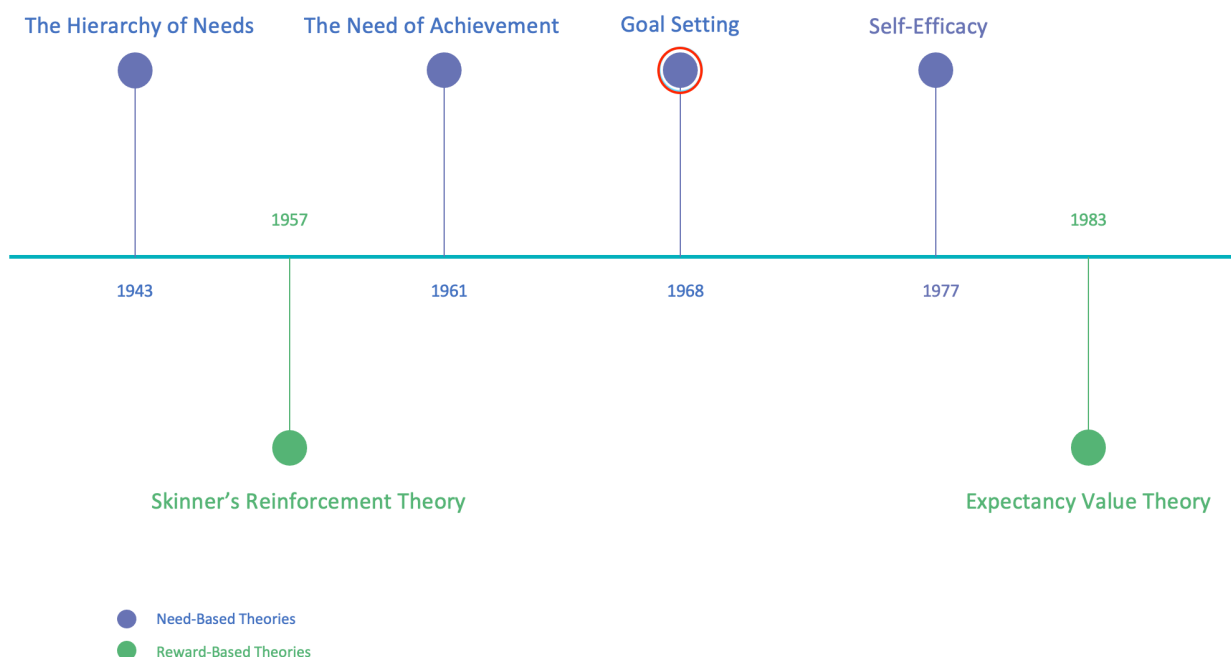 The Hierarchy of Needs
The Need of Achievement
Goal Setting
Self-Efficacy
1957
1983
1943
1961
1968
1977
Skinner’s Reinforcement Theory
Expectancy Value Theory
Need-Based Theories
Reward-Based Theories